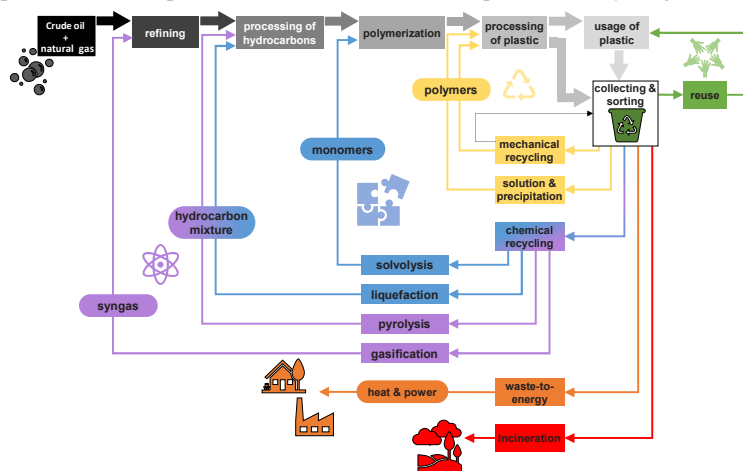 Crude oil
+
natural gas
refining
processing of
hydrocarbons
polymerization
processing
of plastic
usage of
plastic
collecting &
sorting
reuse
polymers
monomers
mechanical
recycling
solution &
precipitation
hydrocarbon
mixture
chemical
recycling
solvolysis
liquefaction
syngas
pyrolysis
gasification
heat & power
waste-to-
energy
incineration